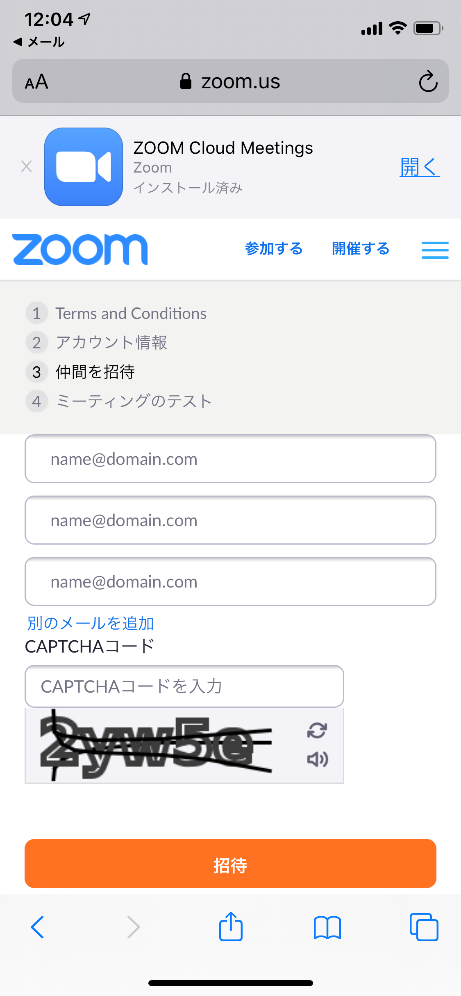 12:04
◀ メール
AA zoom.us
ZOOM Cloud Meetings
Zoom
インストール済み
開く
zoom 参加する 開催する
1 Terms and Conditions
2 アカウント情報
3 仲間を招待
4 ミーティングのテスト
name@domain.com
name@domain.com
name@domain.com
別のメールを追加
CAPTCHAコード
CAPTCHAコードを入力
招待